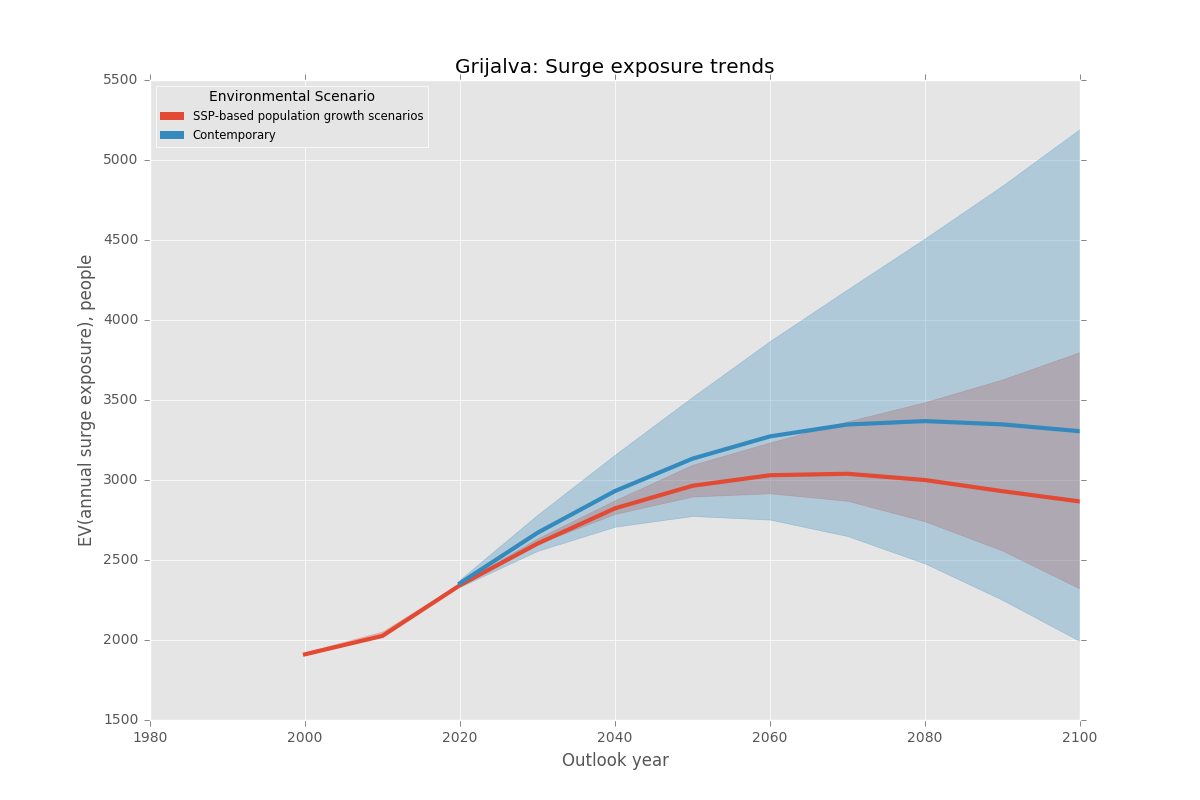 Grijalva: Surge exposure trends
Environmental Scenario
SSP-based population growth scenarios
Contemporary
EV(annual surge exposure), people
5500
5000
4500
4000
3500
3000
2500
2000
1500
1980 2000 2020 2040 2060 2080 2100
Outlook year